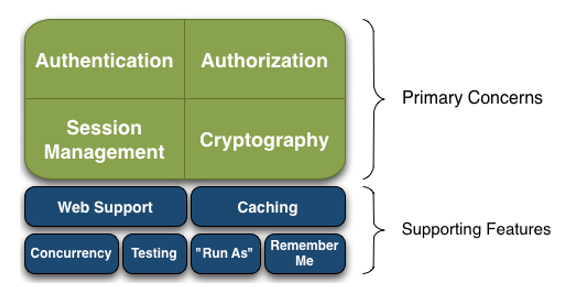 Authentication
Authorization
Session
Management
Cryptography
Primary Concerns
Web Support
Caching
Concurrency
Testing
"Run As"
Remember
Me
Supporting Features